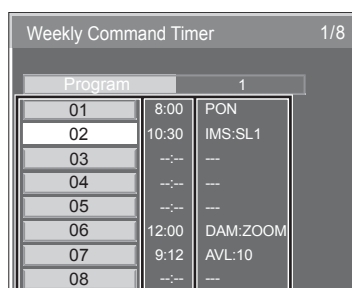 Weekly Command Timer 1/8
Program 1
01 8:00 PON
02 10:30 IMS:SL1
03 --:-- ---
04 --:-- ---
05 --:-- ---
06 12:00 DAM:ZOOM
07 9:12 AVL:10
08 --:-- ---